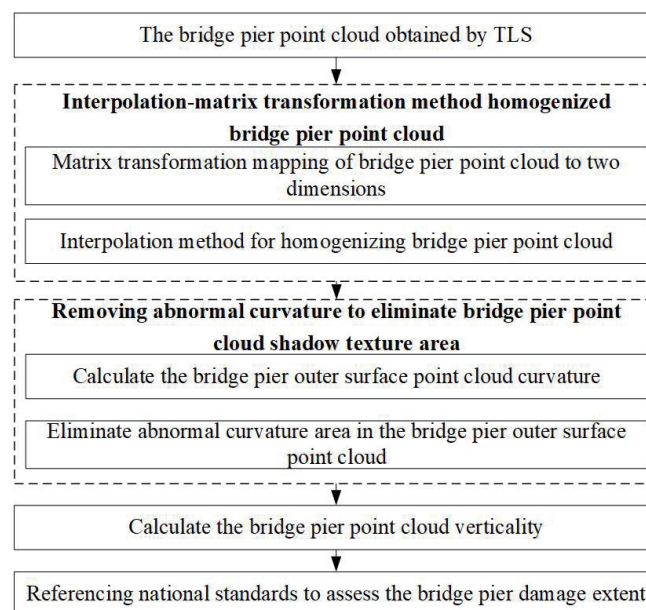 The bridge pier point cloud obtained by TLS
Interpolation-matrix transformation method homogenized
bridge pier point cloud
Matrix transformation mapping of bridge pier point cloud to two
dimensions
Interpolation method for homogenizing bridge pier point cloud
Removing abnormal curvature to eliminate bridge pier point
cloud shadow texture area
Calculate the bridge pier outer surface point cloud curvature
Eliminate abnormal curvature area in the bridge pier outer surface
point cloud
Calculate the bridge pier point cloud verticality
Referencing national standards to assess the bridge pier damage extent